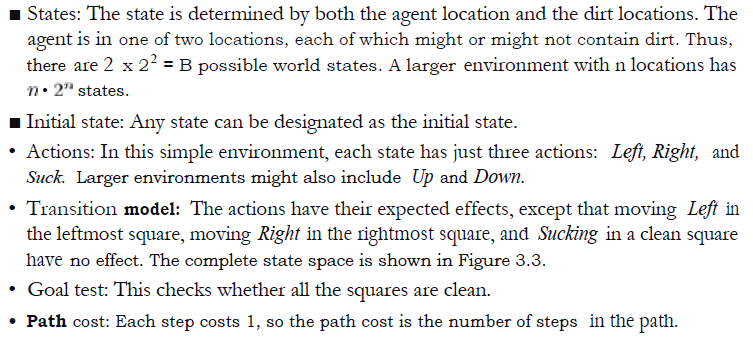 ■ States: The state is determined by both the agent location and the dirt locations. The
agent is in one of two locations, each of which might or might not contain dirt. Thus,
there are 2 x 2² = B possible world states. A larger environment with n locations has
n • 2ⁿ states.
■ Initial state: Any state can be designated as the initial state.
• Actions: In this simple environment, each state has just three actions: Left, Right, and
Suck. Larger environments might also include Up and Down.
• Transition model: The actions have their expected effects, except that moving Left in
the leftmost square, moving Right in the rightmost square, and Sucking in a clean square
have no effect. The complete state space is shown in Figure 3.3.
• Goal test: This checks whether all the squares are clean.
• Path cost: Each step costs 1, so the path cost is the number of steps in the path.